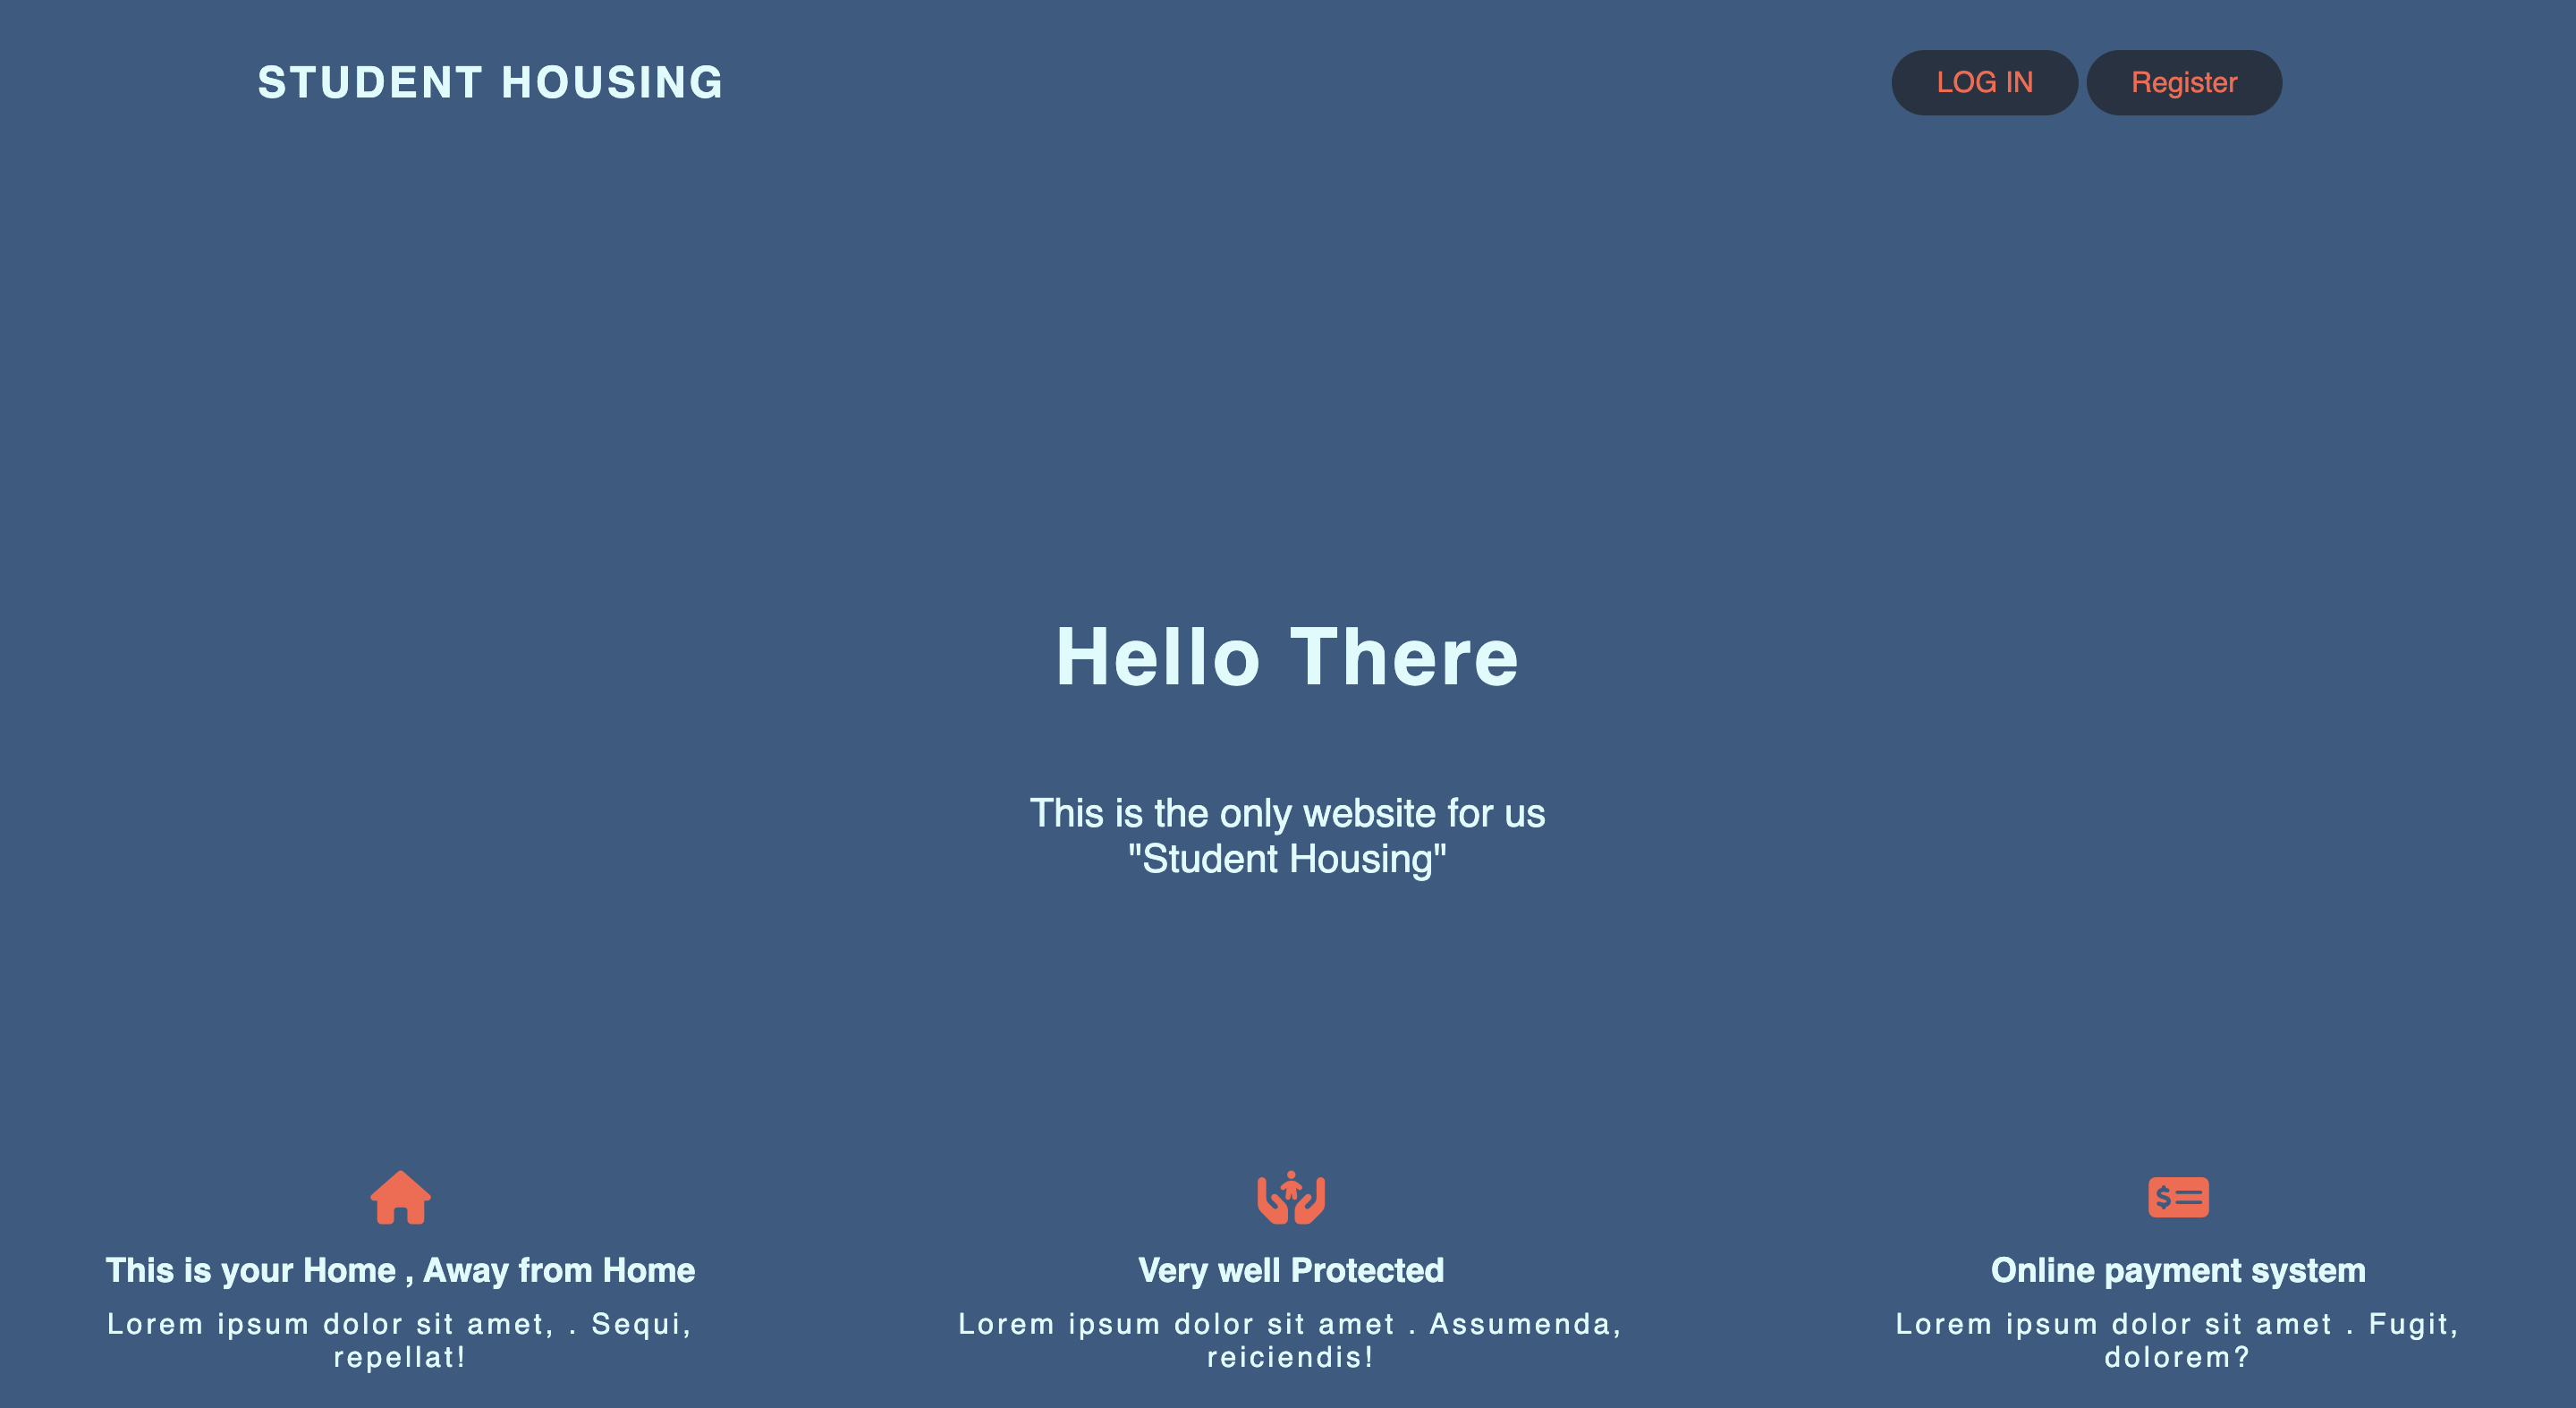 STUDENT HOUSING
LOG IN
Register
Hello There
This is the only website for us
"Student Housing"
This is your Home , Away from Home
Lorem ipsum dolor sit amet, . Sequi,
repellat!
Very well Protected
Lorem ipsum dolor sit amet . Assumenda,
reiciendis!
Online payment system
Lorem ipsum dolor sit amet . Fugit,
dolorem?